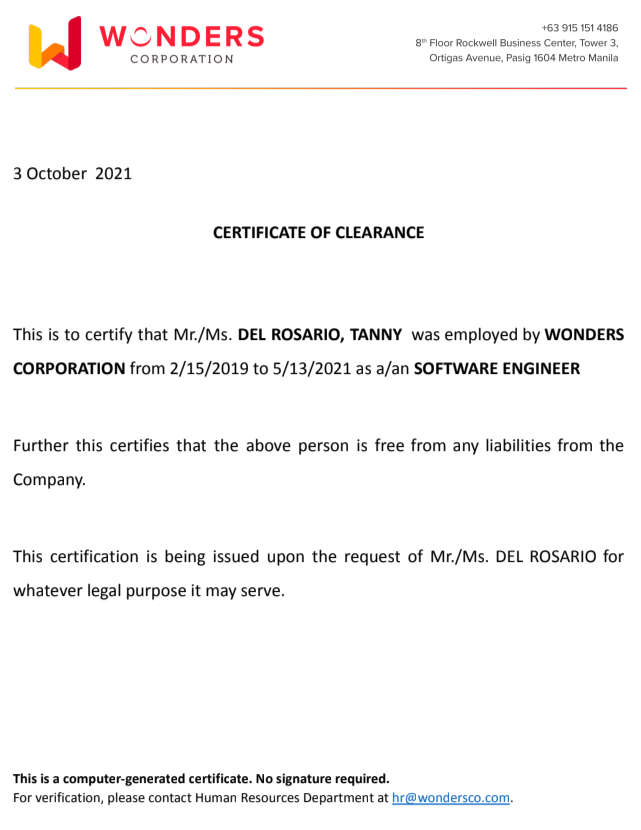 WONDERS
CORPORATION
+63 915 151 4186
8th Floor Rockwell Business Center, Tower 3,
Ortigas Avenue, Pasig 1604 Metro Manila
3 October 2021
CERTIFICATE OF CLEARANCE
This is to certify that Mr./Ms. DEL ROSARIO, TANNY was employed by WONDERS
CORPORATION from 2/15/2019 to 5/13/2021 as a/an SOFTWARE ENGINEER
Further this certifies that the above person is free from any liabilities from the
Company.
This certification is being issued upon the request of Mr./Ms. DEL ROSARIO for
whatever legal purpose it may serve.
This is a computer-generated certificate. No signature required.
For verification, please contact Human Resources Department at hr@wondersco.com.